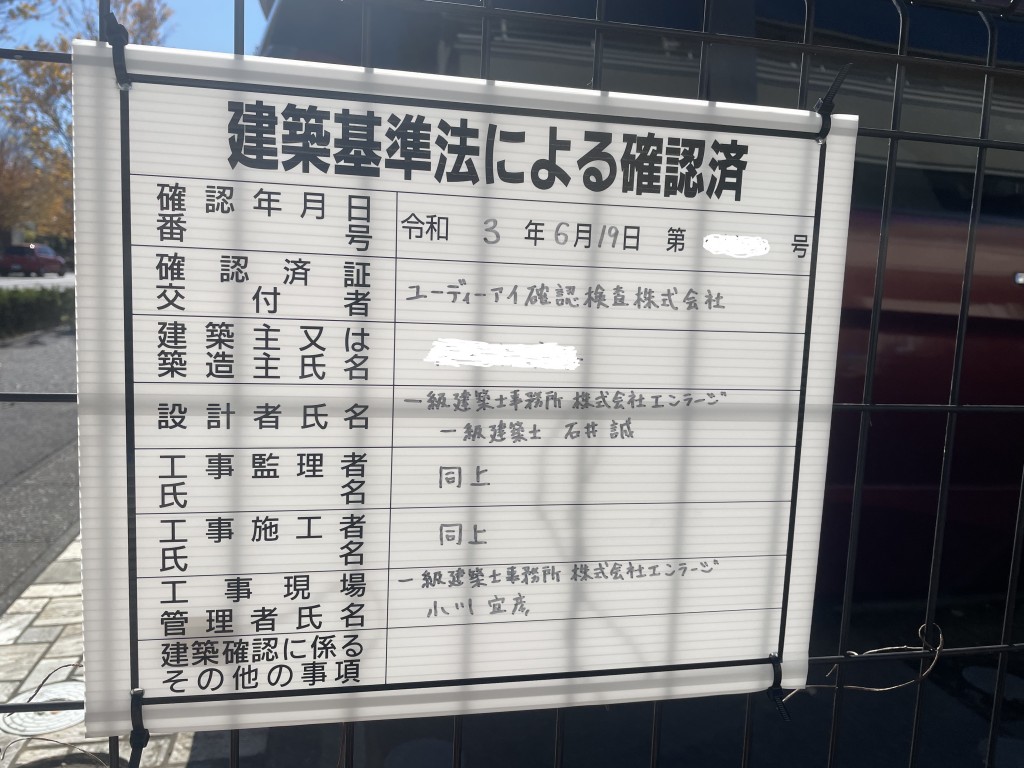 建築基準法による確認済
確認年月日
番号
令和 3 年 6月19日 第 号
確認済証
交付者
ユーディーアイ確認検査株式会社
建築主又は
築造主氏名
設計者氏名
一級建築士事務所 株式会社エンラージ
一級建築士 石井 誠
工事監理者
氏名
同上
工事施工者
氏名
同上
工事現場
管理者氏名
一級建築士事務所 株式会社エンラージ
小川 宜彦
建築確認に係る
その他の事項